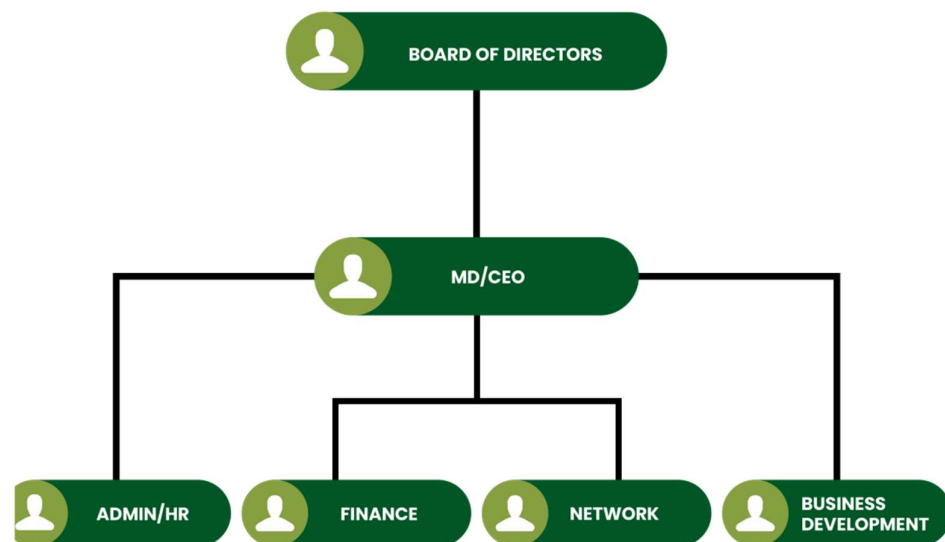 BOARD OF DIRECTORS
MD/CEO
ADMIN/HR
FINANCE
NETWORK
BUSINESS
DEVELOPMENT